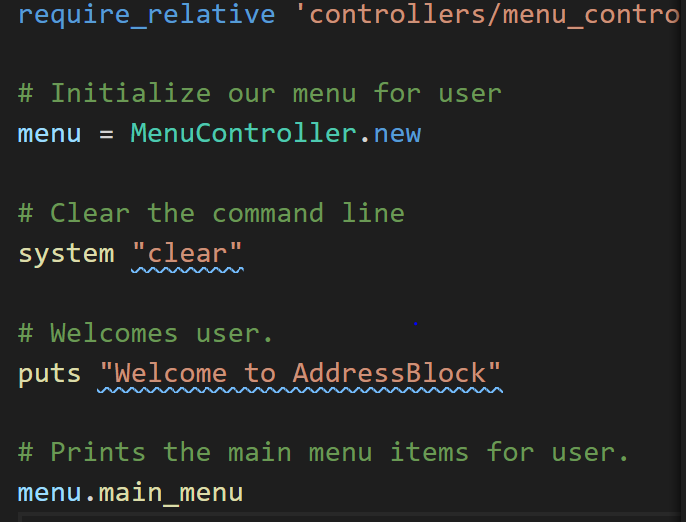 require_relative 'controllers/menu_contro
# Initialize our menu for user
menu = MenuController.new
# Clear the command line
system "clear"
# Welcomes user.
puts "Welcome to AddressBlock"
# Prints the main menu items for user.
menu.main_menu